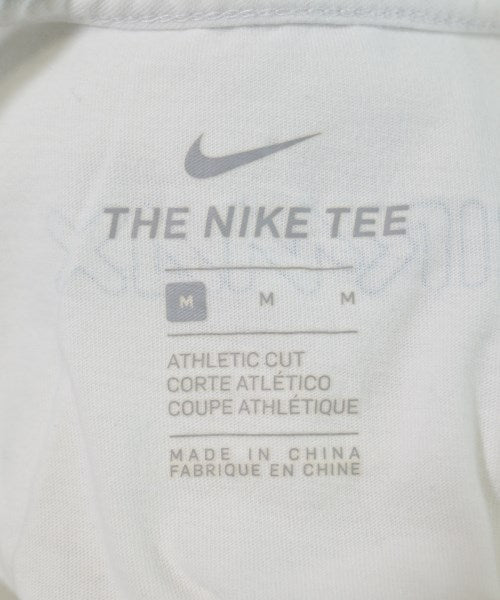 THE NIKE TEE
M M M
ATHLETIC CUT
CORTE ATLÉTICO
COUPE ATHLÉTIQUE
MADE IN CHINA
FABRIQUE EN CHINE